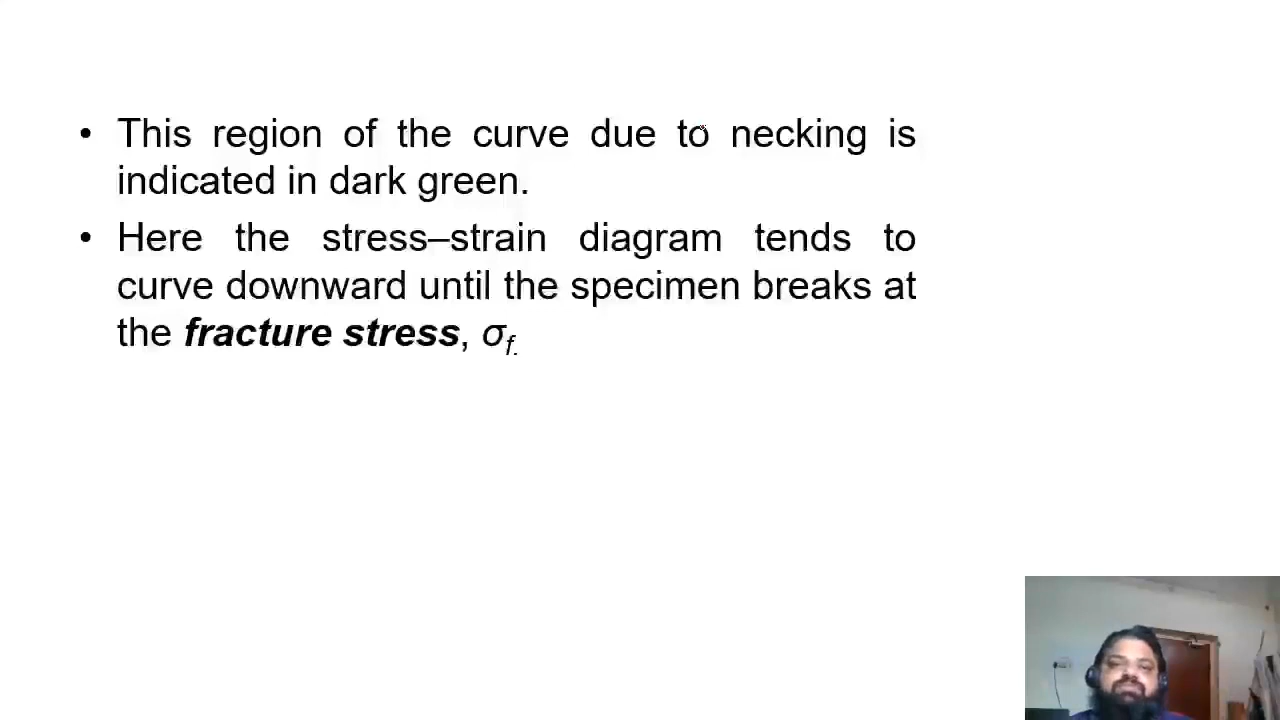 • This region of the curve due to necking is
indicated in dark green.
• Here the stress–strain diagram tends to
curve downward until the specimen breaks at
the fracture stress, σf.